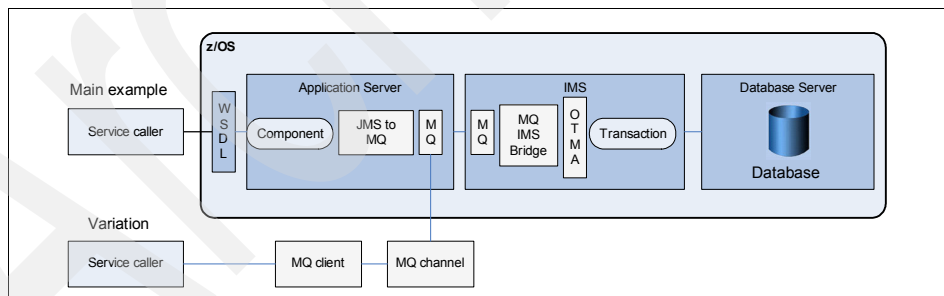 z/OS
Main example
Service caller
W
S
D
L
Application Server
Component
JMS to
MQ
M
Q
IMS
M
Q
MQ
IMS
Bridge
O
T
M
A
Transaction
Database Server
Database
Variation
Service caller
MQ client
MQ channel